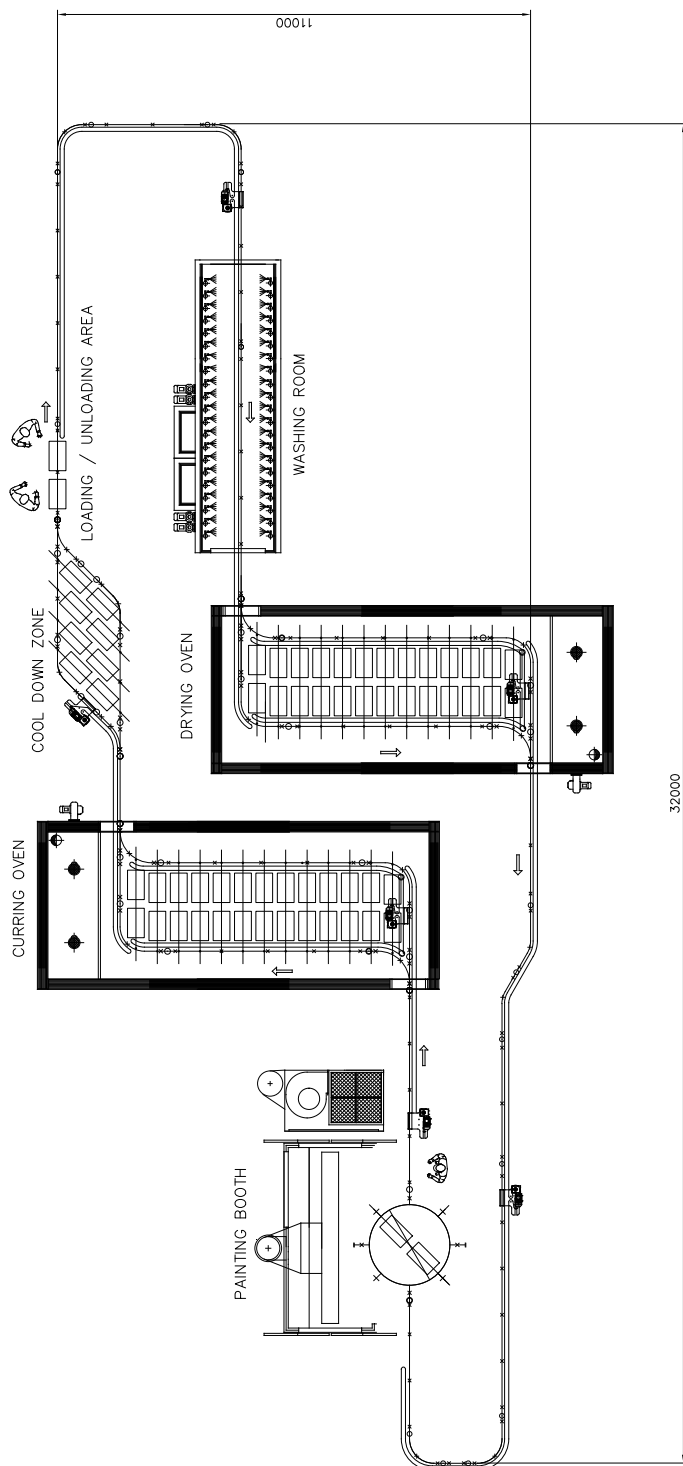 11000
LOADING / UNLOADING AREA
WASHING ROOM
COOL DOWN ZONE
DRYING OVEN
32000
CURRING OVEN
PAINTING BOOTH